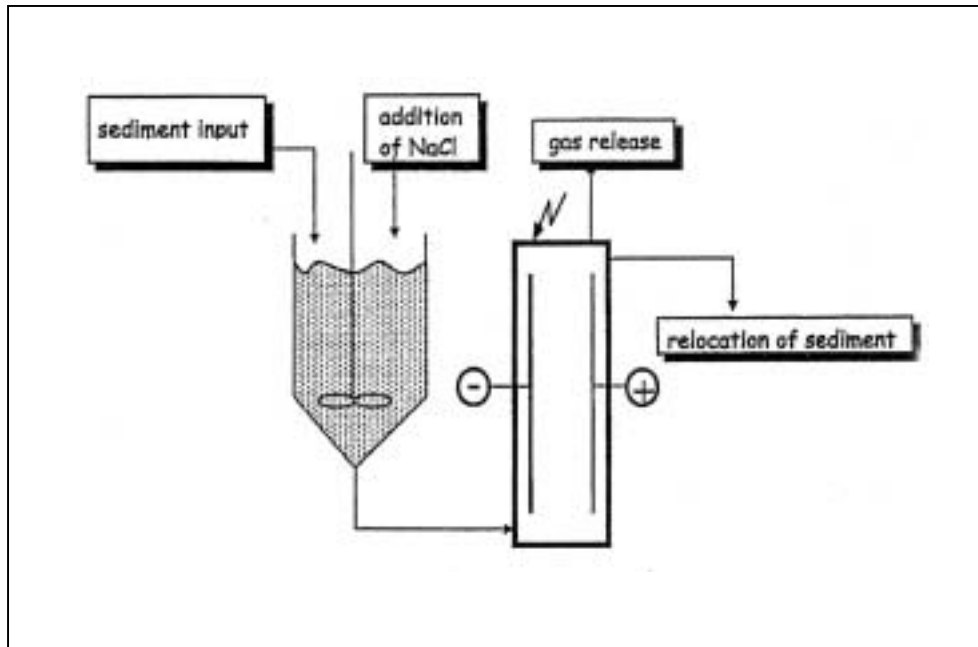 sediment input
addition
of NaCl
gas release
relocation of sediment
-
+